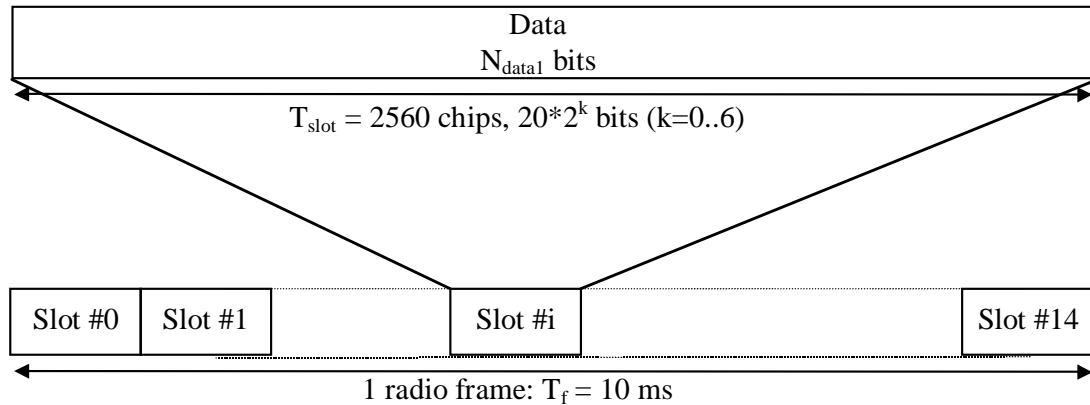 Data
N_data1 bits
T_slot = 2560 chips, 20*2^k bits (k=0..6)
Slot #0 Slot #1 Slot #i Slot #14
1 radio frame: T_f = 10 ms